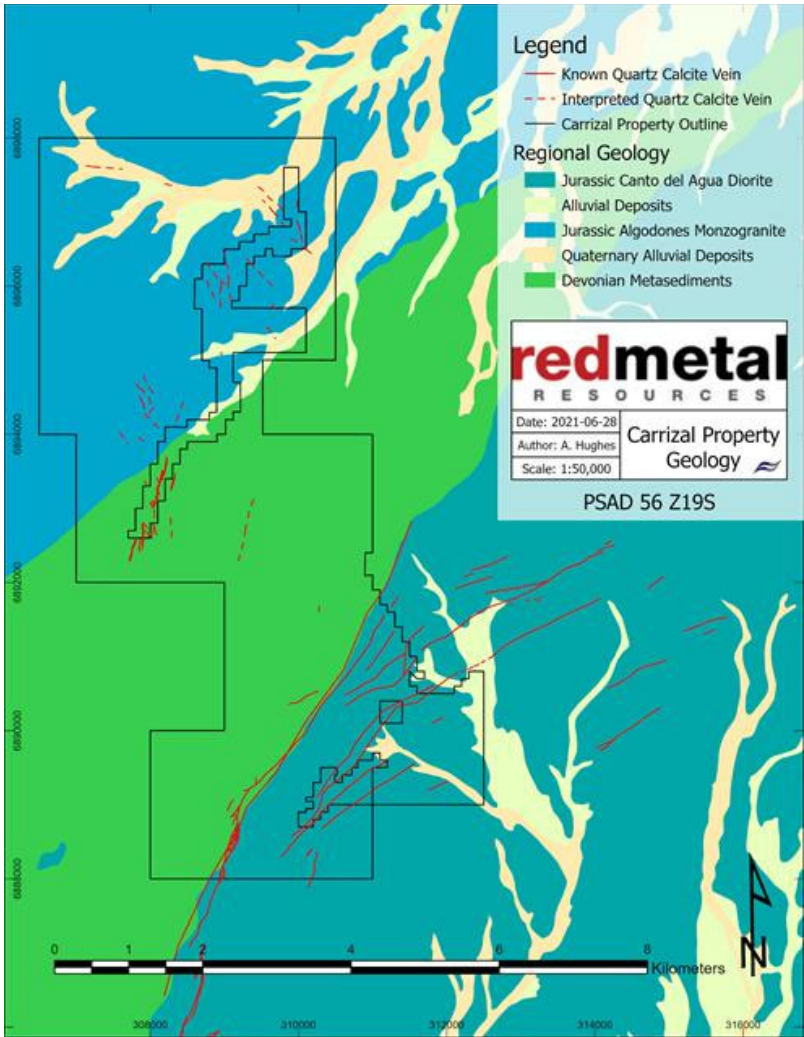 Legend
Known Quartz Calcite Vein
Interpreted Quartz Calcite Vein
Carrizal Property Outline
Regional Geology
Jurassic Canto del Agua Diorite
Alluvial Deposits
Jurassic Algodones Monzogranite
Quaternary Alluvial Deposits
Devonian Metasediments
redmetal
RESOURCES
Date: 2021-06-28
Author: A. Hughes
Scale: 1:50,000
Carrizal Property
Geology
PSAD 56 Z19S
6898000
6896000
6894000
6892000
6890000
6888000
0 1 2 4 6 8
Kilometers
N
308000 310000 312000 314000 316000